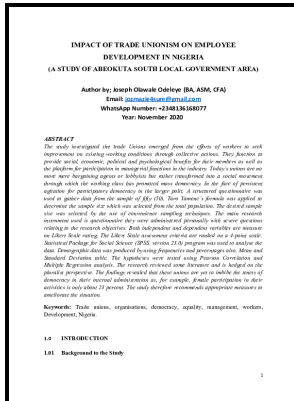 IMPACT OF TRADE UNIONISM ON EMPLOYEE
DEVELOPMENT IN NIGERIA
(A STUDY OF ABEOKUTA SOUTH LOCAL GOVERNMENT AREA)
Author by; Joseph Olawale Odeleye (BA, ASM, CFA)
Email: joemagie4sure@gmail.com
WhatsApp Number: +2348136168077
Year: November 2020
ABSTRACT
The study investigated the trade Unions emerged from the efforts of workers to seek
improvement on existing working conditions through collective actions. They function to
provide social, economic, political and psychological benefits for their members as well as
the platform for participation in managerial functions in the industry. Today's unions are no
more mere bargaining agents or lobbyists but rather transformed into a social movement
through which the working class has promoted mass democracy. In the fact of persistent
agitation for participatory democracy in the larger polit. A structured questionnaire was
used to gather data from the sample of fifty (50), Taro Yamane's formula was applied to
determine the sample size which was selected from the total population. The desired sample
size was selected by the use of convenience sampling techniques. The main research
instrument used is questionnaire they were administered personally with seven questions
relating to the research objectives. Both independent and dependent variables are measure
on Likert Scale rating. The Likert Scale assessment criteria are ranked on a 4-point scale.
Statistical Package for Social Sciences (SPSS, version 23.0) program was used to analyse the
data. Demographic data was produced by using frequencies and percentages also, Mean and
Standard Deviation table. The hypotheses were tested using Pearson Correlation and
Multiple Regression analysis. The research reviewed some literature and is hedged on the
pluralist perspective. The findings revealed that these unions are yet to imbibe the tenets of
democracy in their internal administration as, for example, female participation in their
activities is only about 23 percent. The study therefore recommends appropriate measures to
ameliorate the situation.
Keywords: Trade unions, organisations, democracy, equality, management, workers,
Development, Nigeria.
1.0 INTRODUCTION
1.01 Background to the Study
1